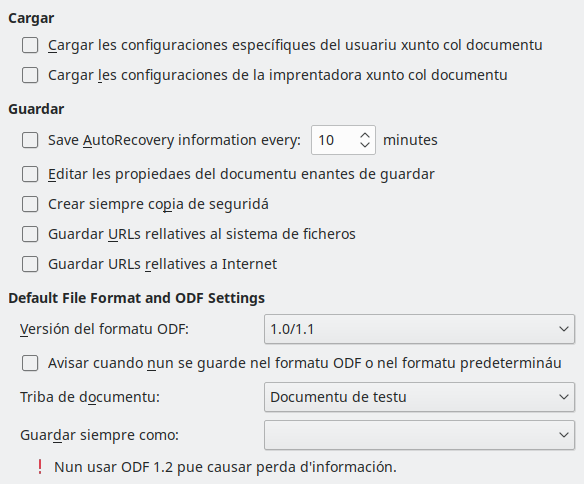 Cargar
Cargar les configuraciones específiques del usuariu xunto col documentu
Cargar les configuraciones de la imprentadora xunto col documentu
Guardar
Save AutoRecovery information every: 10 minutes
Editar les propiedaes del documentu enantes de guardar
Crear siempre copia de seguridá
Guardar URLs rellatives al sistema de ficheros
Guardar URLs rellatives a Internet
Default File Format and ODF Settings
Versión del formatu ODF: 1.0/1.1
Avisar cuando nun se guarde nel formatu ODF o nel formatu predetermináu
Triba de documentu: Documentu de testu
Guardar siempre como:
! Nun usar ODF 1.2 pue causar perda d'información.